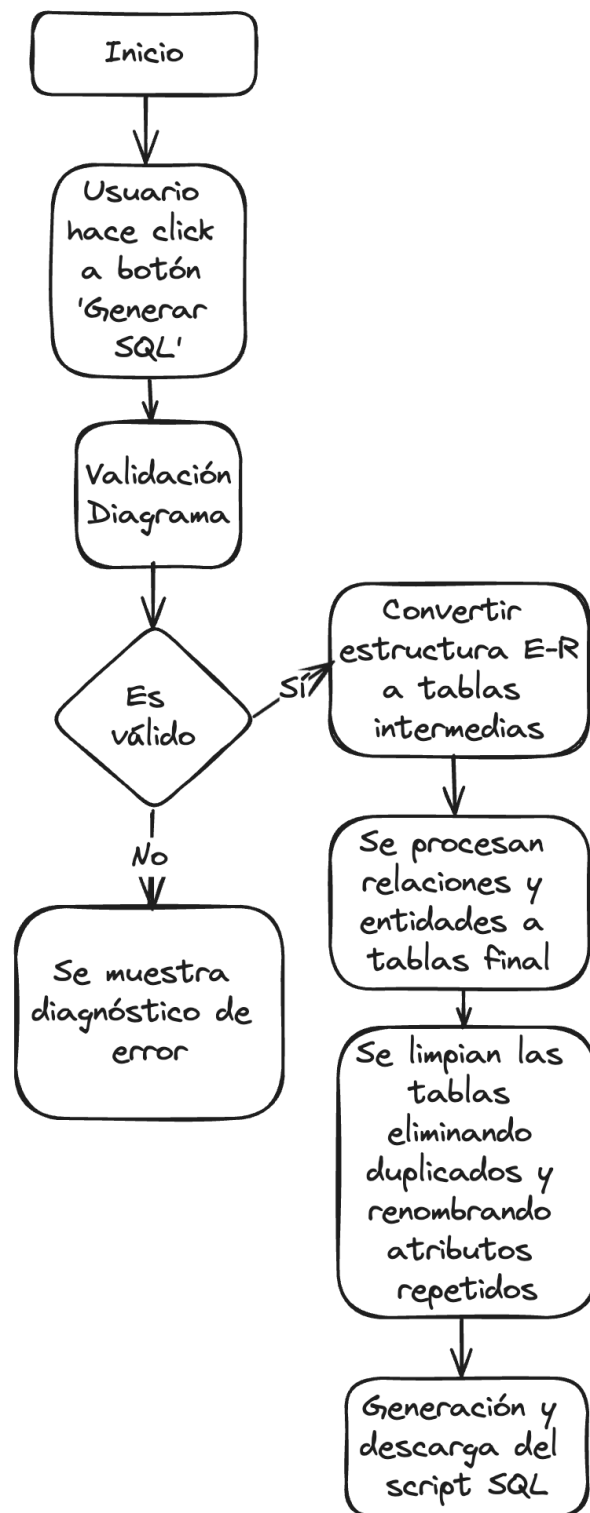 Inicio
Usuario
hace click
a botón
'Generar
SQL'
Validación
Diagrama
Es
válido
Sí
No
Se muestra
diagnóstico de
error
Convertir
estructura E-R
a tablas
intermedias
Se procesan
relaciones y
entidades a
tablas final
Se limpian las
tablas
eliminando
duplicados y
renombrando
atributos
repetidos
Generación y
descarga del
script SQL